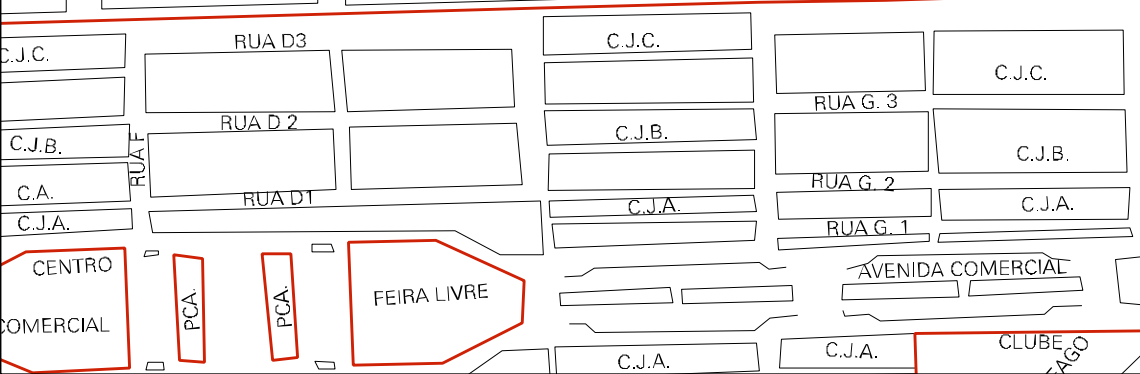 RUA D3
C.J.C.
C.J.C.
C.J.C.
RUA G. 3
RUA D 2
C.J.B.
RUA F
C.J.B.
C.J.B.
RUA G. 2
C.A.
RUA D1
C.J.A.
C.J.A.
C.J.A.
RUA G. 1
CENTRO
COMERCIAL
PCA.
PCA.
FEIRA LIVRE
AVENIDA COMERCIAL
C.J.A.
C.J.A.
CLUBE